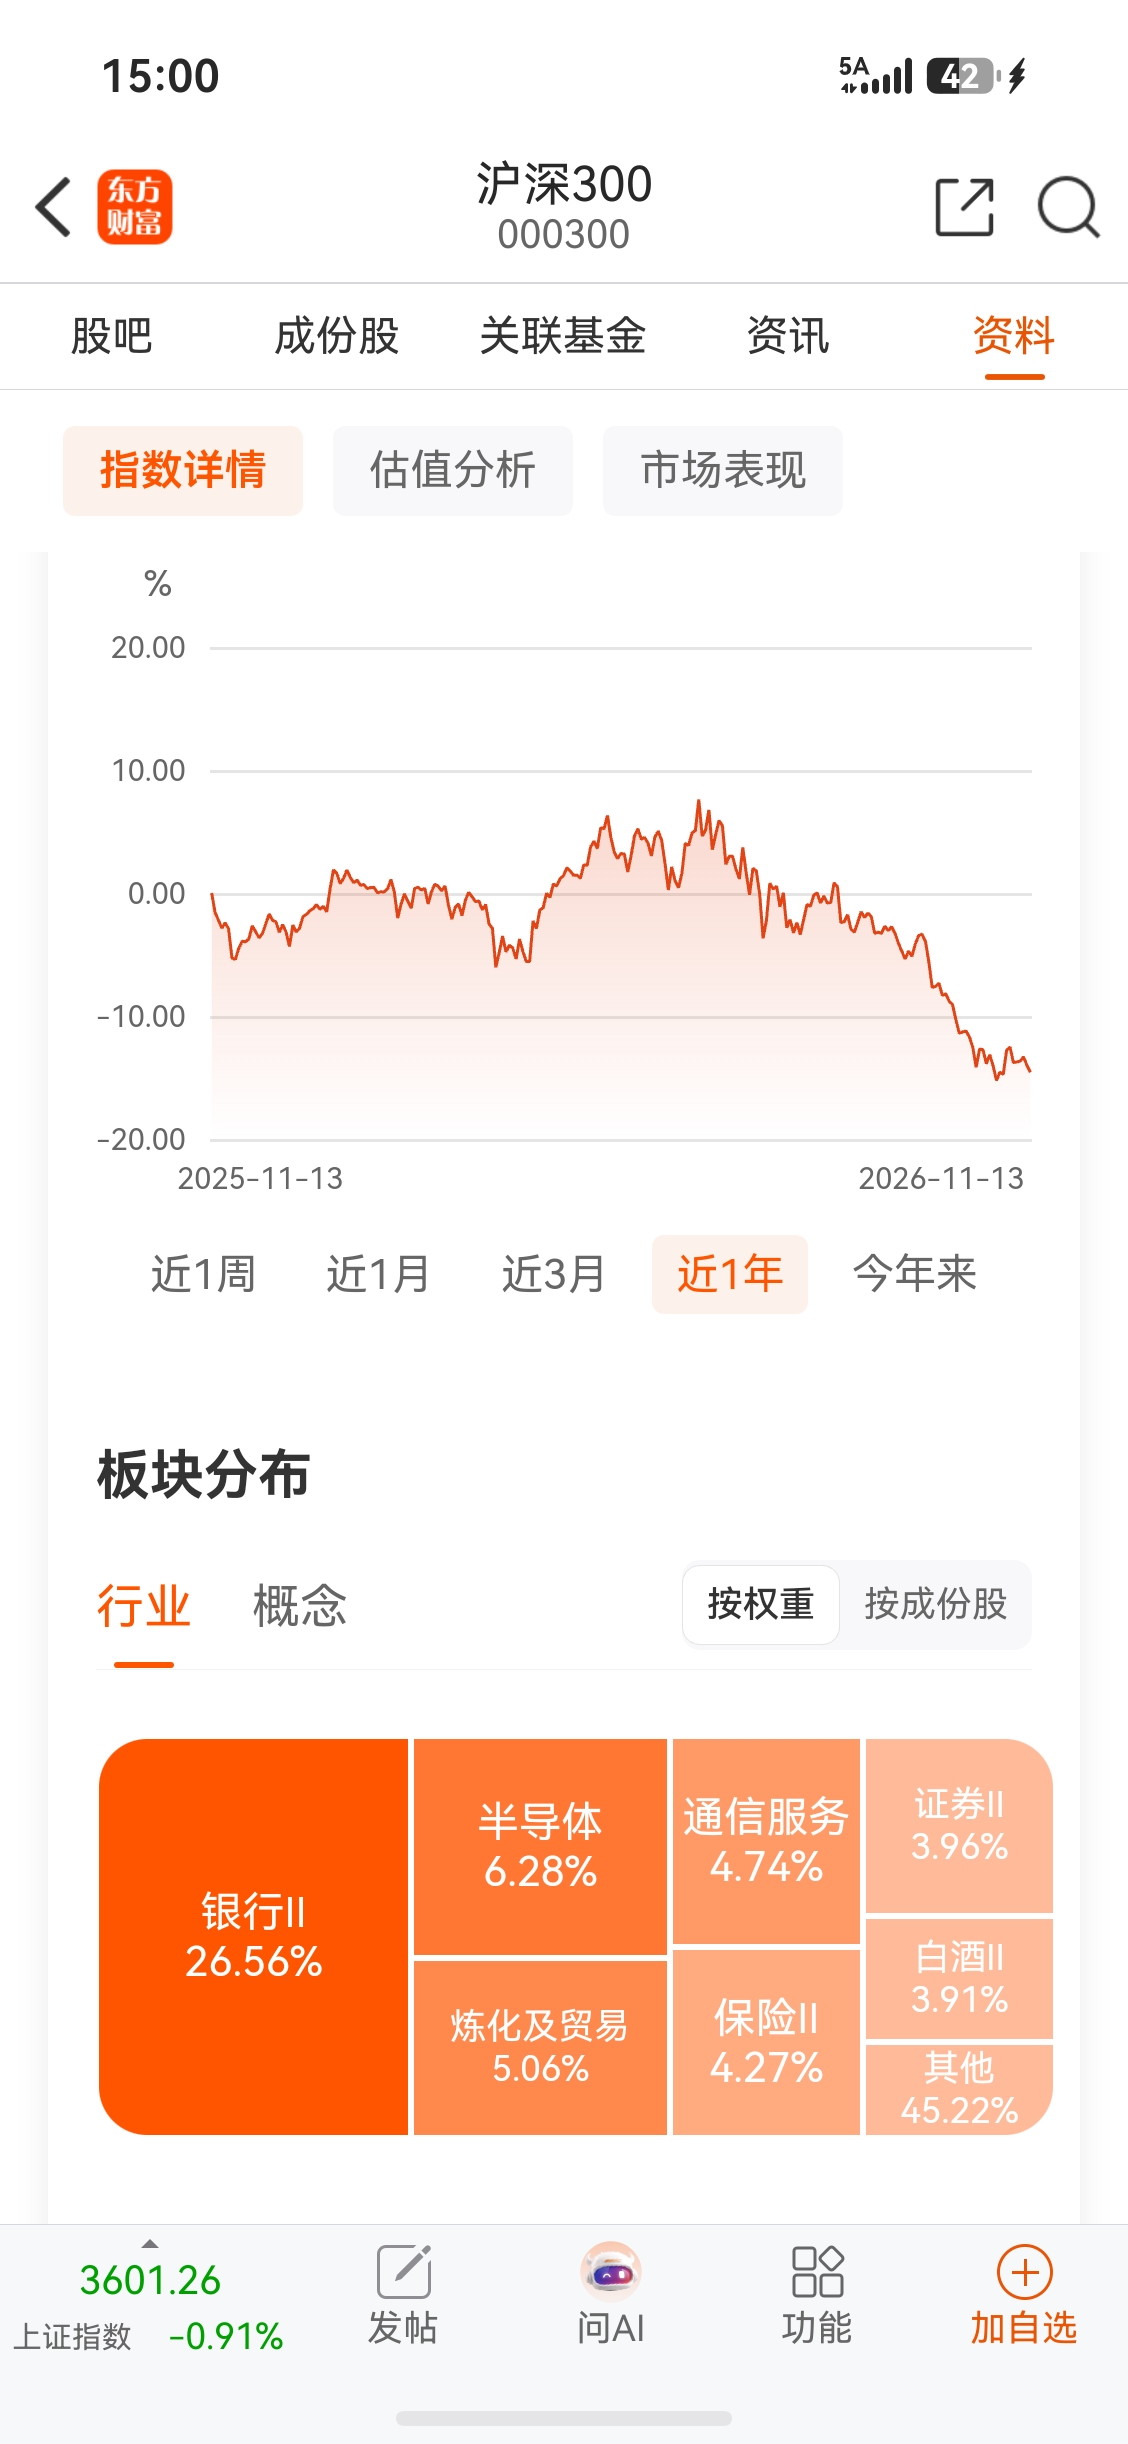 15:00
5A
42
东方
财富
沪深300
000300
股吧 成份股 关联基金 资讯 资料
指数详情 估值分析 市场表现
%
20.00
10.00
0.00
-10.00
-20.00
2025-11-13 2026-11-13
近1周 近1月 近3月 近1年 今年来
板块分布
行业 概念 按权重 按成份股
银行II
26.56%
半导体
6.28%
炼化及贸易
5.06%
通信服务
4.74%
保险II
4.27%
证券II
3.96%
白酒II
3.91%
其他
45.22%
3601.26
上证指数 -0.91%
发帖
问AI
功能
加自选